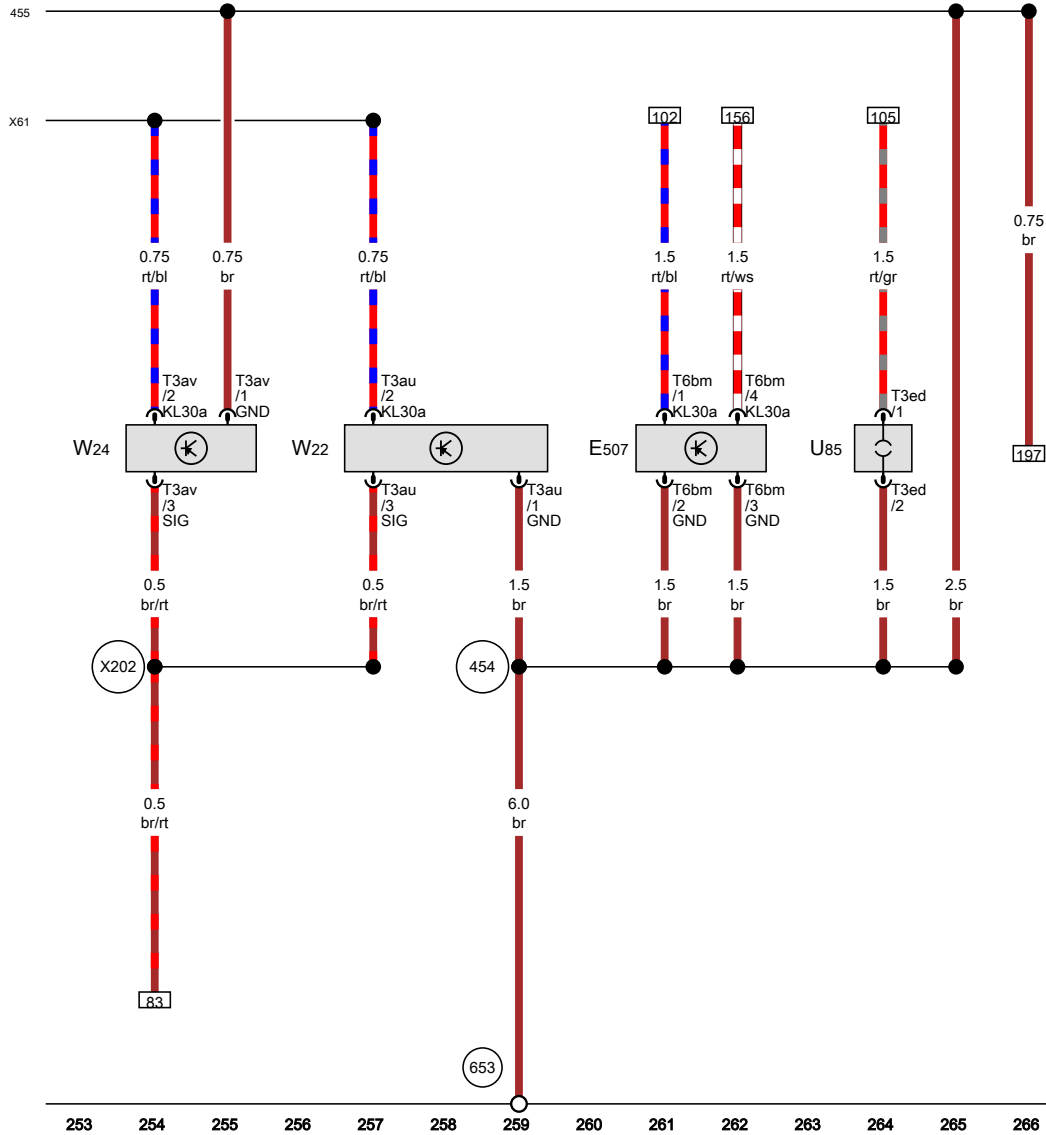 455
X61
102 156 105
0.75 0.75 0.75 1.5 1.5 1.5 0.75
rt/bl br rt/bl rt/bl rt/ws rt/gr br
T3av T3av T3au T6bm T6bm T3ed
/2 /1 /2 /1 /4 /1
KL30a GND KL30a KL30a KL30a
W24 W22 E507 U85 197
T3av T3au T3au T6bm T6bm T3ed
/3 /3 /1 /2 /3 /2
SIG SIG GND GND GND
0.5 0.5 1.5 1.5 1.5 1.5 2.5
br/rt br/rt br br br br br
X202 454
0.5 6.0
br/rt br
83
653
253 254 255 256 257 258 259 260 261 262 263 264 265 266